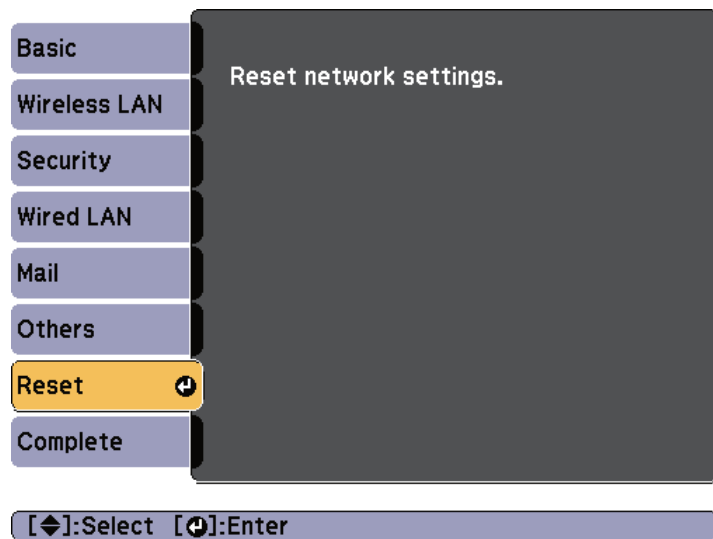 Basic
Reset network settings.
Wireless LAN
Security
Wired LAN
Mail
Others
Reset
Complete
[◆]:Select [⏎]:Enter